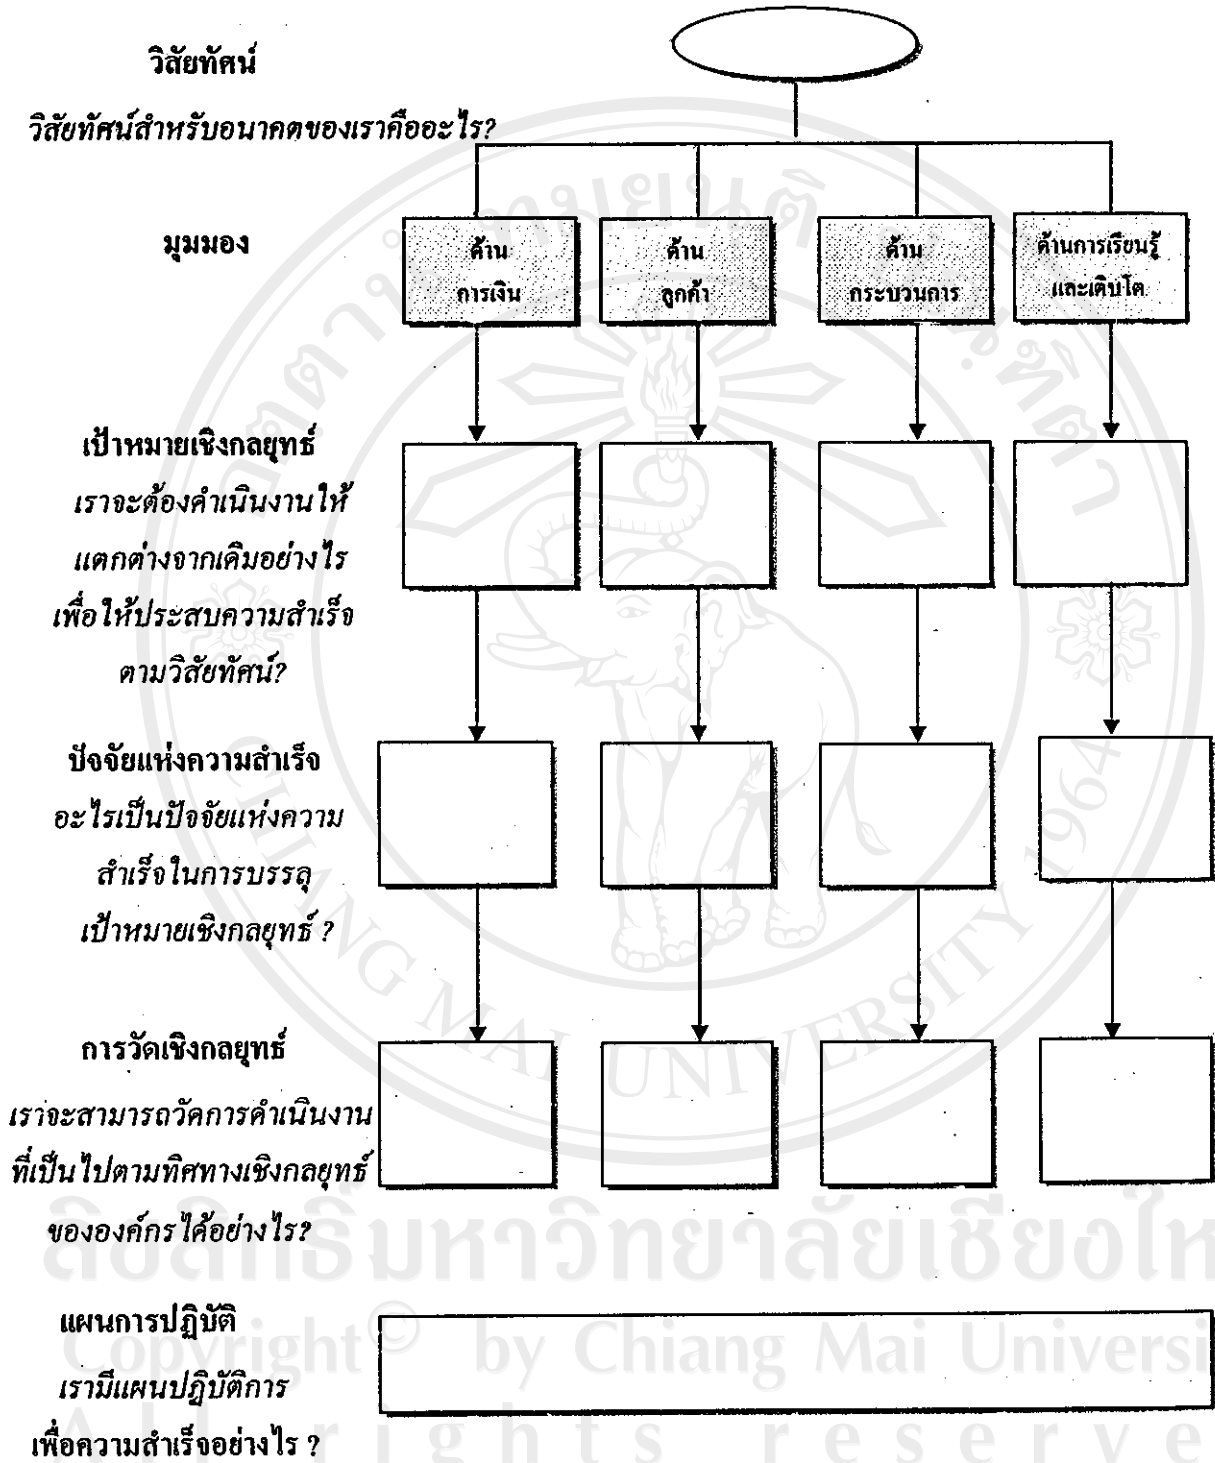 วิสัยทัศน์
วิสัยทัศน์สำหรับอนาคตของเราคืออะไร?
มุมมอง
ด้าน
การเงิน
ด้าน
ลูกค้า
ด้าน
กระบวนการ
ด้านการเรียนรู้
และเติบโต
เป้าหมายเชิงกลยุทธ์
เราจะต้องดำเนินงานให้
แตกต่างจากเดิมอย่างไร
เพื่อให้ประสบความสำเร็จ
ตามวิสัยทัศน์?
ปัจจัยแห่งความสำเร็จ
อะไรเป็นปัจจัยแห่งความ
สำเร็จในการบรรลุ
เป้าหมายเชิงกลยุทธ์ ?
การวัดเชิงกลยุทธ์
เราจะสามารถวัดการดำเนินงาน
ที่เป็นไปตามทิศทางเชิงกลยุทธ์
ขององค์กรได้อย่างไร?
แผนการปฏิบัติ
เรามีแผนปฏิบัติการ
เพื่อความสำเร็จอย่างไร ?
CHIANG MAI UNIVERSITY 1964
ลิขสิทธิ์มหาวิทยาลัยเชียงให
Copyright© by Chiang Mai Universi
All rights reserve